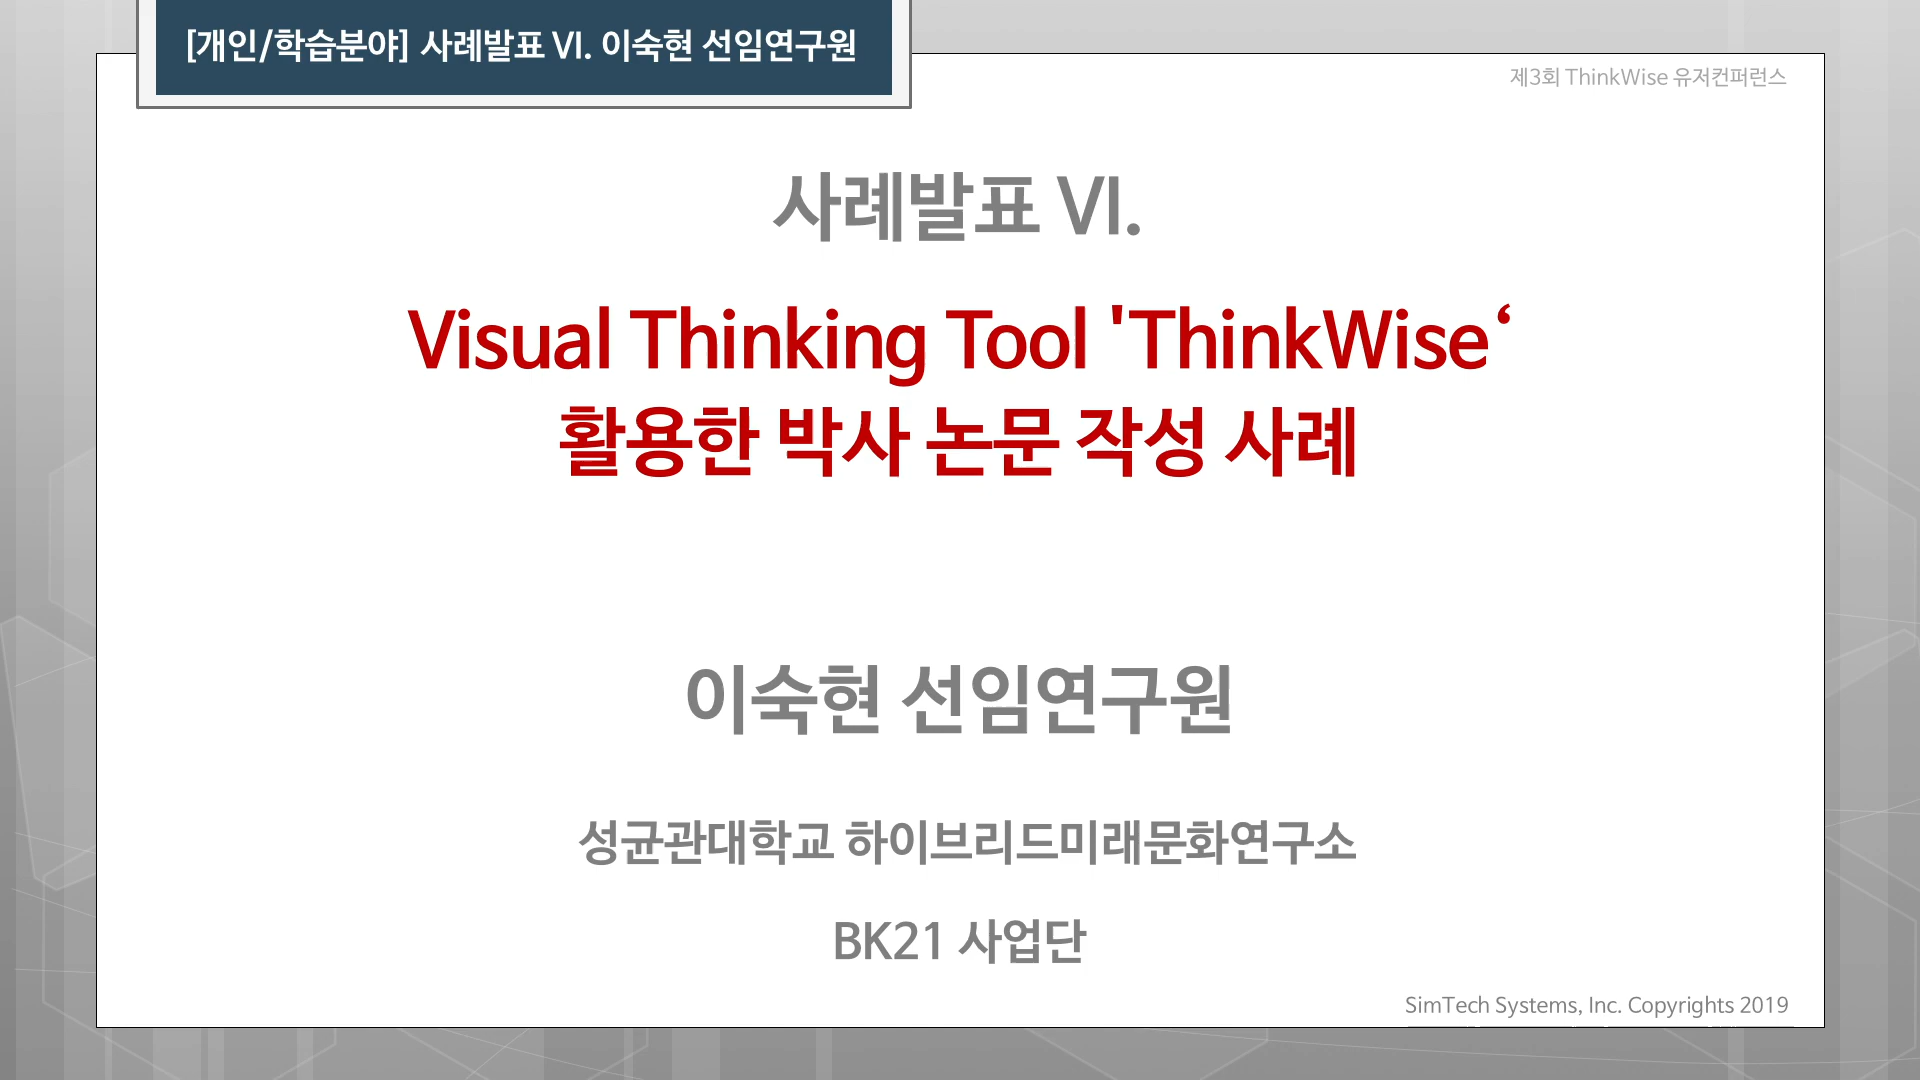 [개인/학습분야] 사례발표 VI. 이숙현 선임연구원
제3회 ThinkWise 유저컨퍼런스
사례발표 VI.
Visual Thinking Tool 'ThinkWise‘
활용한 박사 논문 작성 사례
이숙현 선임연구원
성균관대학교 하이브리드미래문화연구소
BK21 사업단
SimTech Systems, Inc. Copyrights 2019